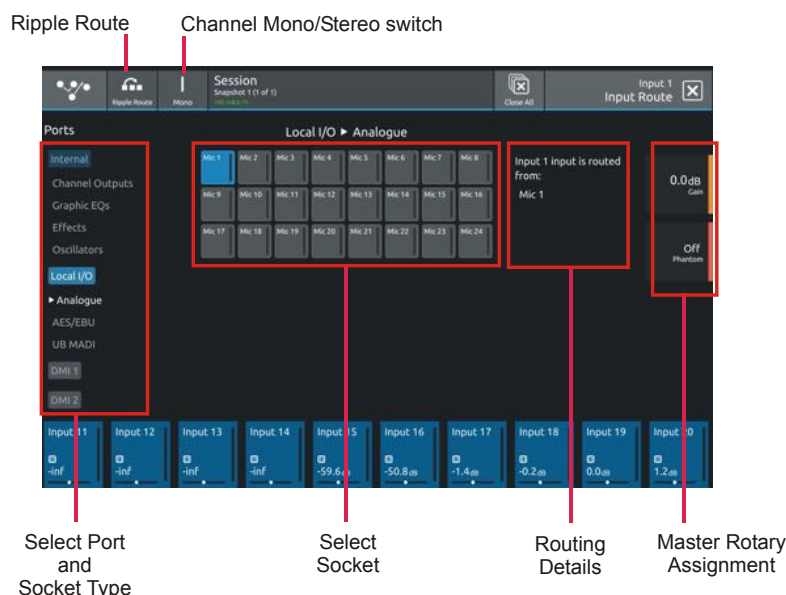 Ripple Route
Channel Mono/Stereo switch
Ripple Route
Mono
Session
Snapshot 1 (1 of 1)
Close All
Input 1
Input Route
Ports
Local I/O ▸ Analogue
Internal
Channel Outputs
Graphic EQs
Effects
Oscillators
Local I/O
▸ Analogue
AES/EBU
UB MADI
DMI 1
DMI 2
Mic 1 Mic 2 Mic 3 Mic 4 Mic 5 Mic 6 Mic 7 Mic 8
Mic 9 Mic 10 Mic 11 Mic 12 Mic 13 Mic 14 Mic 15 Mic 16
Mic 17 Mic 18 Mic 19 Mic 20 Mic 21 Mic 22 Mic 23 Mic 24
Input 1 input is routed
from:
Mic 1
0.0dB
Gain
Off
Phantom
Input 11 Input 12 Input 13 Input 14 Input 15 Input 16 Input 17 Input 18 Input 19 Input 20
-inf -inf -inf -inf -59.6dB -50.8dB -1.4dB -0.2dB 0.0dB 1.2dB
Select Port
and
Socket Type
Select
Socket
Routing
Details
Master Rotary
Assignment